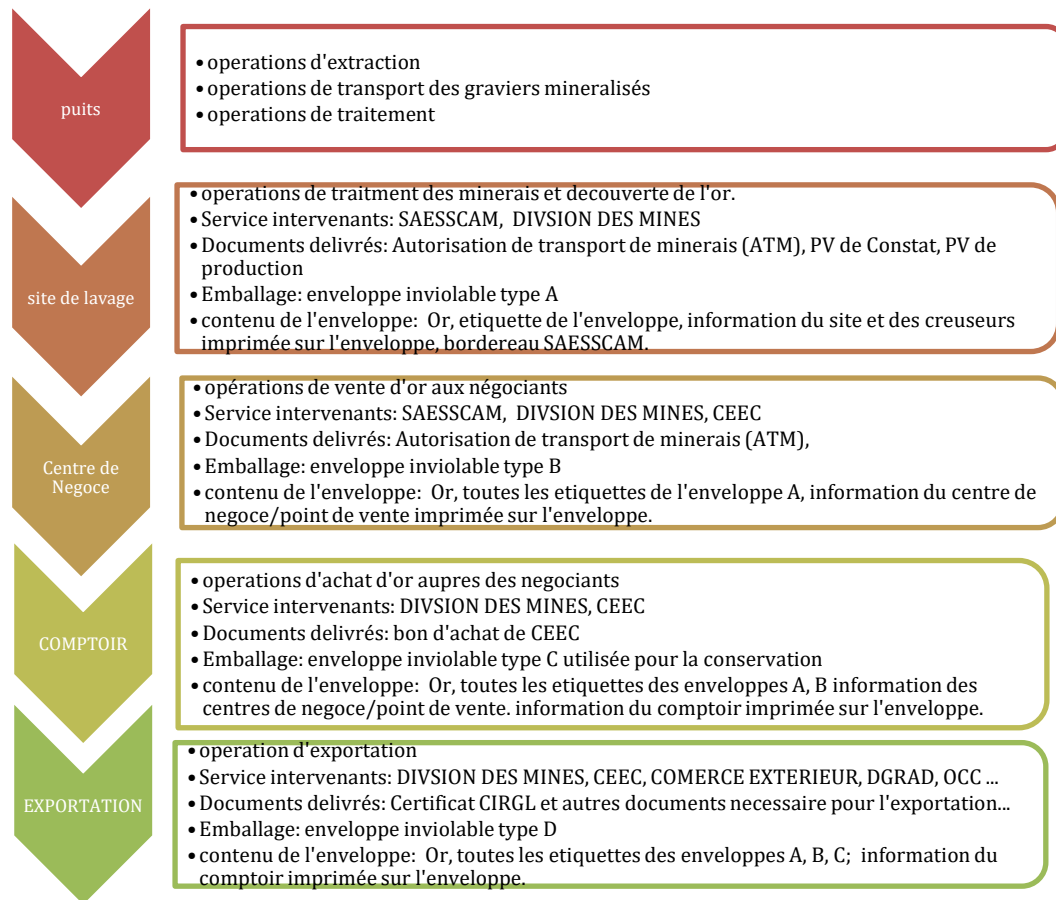 puits
• operations d'extraction
• operations de transport des graviers mineralisés
• operations de traitement
site de lavage
• operations de traitment des minerais et decouverte de l'or.
• Service intervenants: SAESSCAM, DIVSION DES MINES
• Documents delivrés: Autorisation de transport de minerais (ATM), PV de Constat, PV de
production
• Emballage: enveloppe inviolable type A
• contenu de l'enveloppe: Or, etiquette de l'enveloppe, information du site et des creuseurs
imprimée sur l'enveloppe, bordereau SAESSCAM.
Centre de
Negoce
• opérations de vente d'or aux négociants
• Service intervenants: SAESSCAM, DIVSION DES MINES, CEEC
• Documents delivrés: Autorisation de transport de minerais (ATM),
• Emballage: enveloppe inviolable type B
• contenu de l'enveloppe: Or, toutes les etiquettes de l'enveloppe A, information du centre de
negoce/point de vente imprimée sur l'enveloppe.
COMPTOIR
• operations d'achat d'or aupres des negociants
• Service intervenants: DIVSION DES MINES, CEEC
• Documents delivrés: bon d'achat de CEEC
• Emballage: enveloppe inviolable type C utilisée pour la conservation
• contenu de l'enveloppe: Or, toutes les etiquettes des enveloppes A, B information des
centres de negoce/point de vente. information du comptoir imprimée sur l'enveloppe.
EXPORTATION
• operation d'exportation
• Service intervenants: DIVSION DES MINES, CEEC, COMERCE EXTERIEUR, DGRAD, OCC ...
• Documents delivrés: Certificat CIRGL et autres documents necessaire pour l'exportation...
• Emballage: enveloppe inviolable type D
• contenu de l'enveloppe: Or, toutes les etiquettes des enveloppes A, B, C; information du
comptoir imprimée sur l'enveloppe.